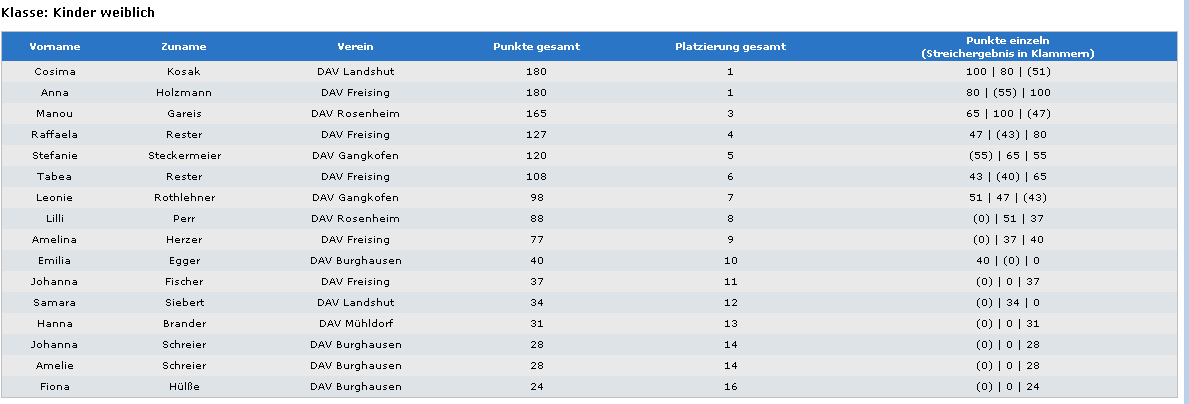 Klasse: Kinder weiblich
Vorname Zuname Verein Punkte gesamt Platzierung gesamt Punkte einzeln
(Streichergebnis in Klammern)
Cosima Kosak DAV Landshut 180 1 100 | 80 | (51)
Anna Holzmann DAV Freising 180 1 80 | (55) | 100
Manou Gareis DAV Rosenheim 165 3 65 | 100 | (47)
Raffaela Rester DAV Freising 127 4 47 | (43) | 80
Stefanie Steckermeier DAV Gangkofen 120 5 (55) | 65 | 55
Tabea Rester DAV Freising 108 6 43 | (40) | 65
Leonie Rothlehner DAV Gangkofen 98 7 51 | 47 | (43)
Lilli Perr DAV Rosenheim 88 8 (0) | 51 | 37
Amelina Herzer DAV Freising 77 9 (0) | 37 | 40
Emilia Egger DAV Burghausen 40 10 40 | (0) | 0
Johanna Fischer DAV Freising 37 11 (0) | 0 | 37
Samara Siebert DAV Landshut 34 12 (0) | 34 | 0
Hanna Brander DAV Mühldorf 31 13 (0) | 0 | 31
Johanna Schreier DAV Burghausen 28 14 (0) | 0 | 28
Amelie Schreier DAV Burghausen 28 14 (0) | 0 | 28
Fiona Hülße DAV Burghausen 24 16 (0) | 0 | 24